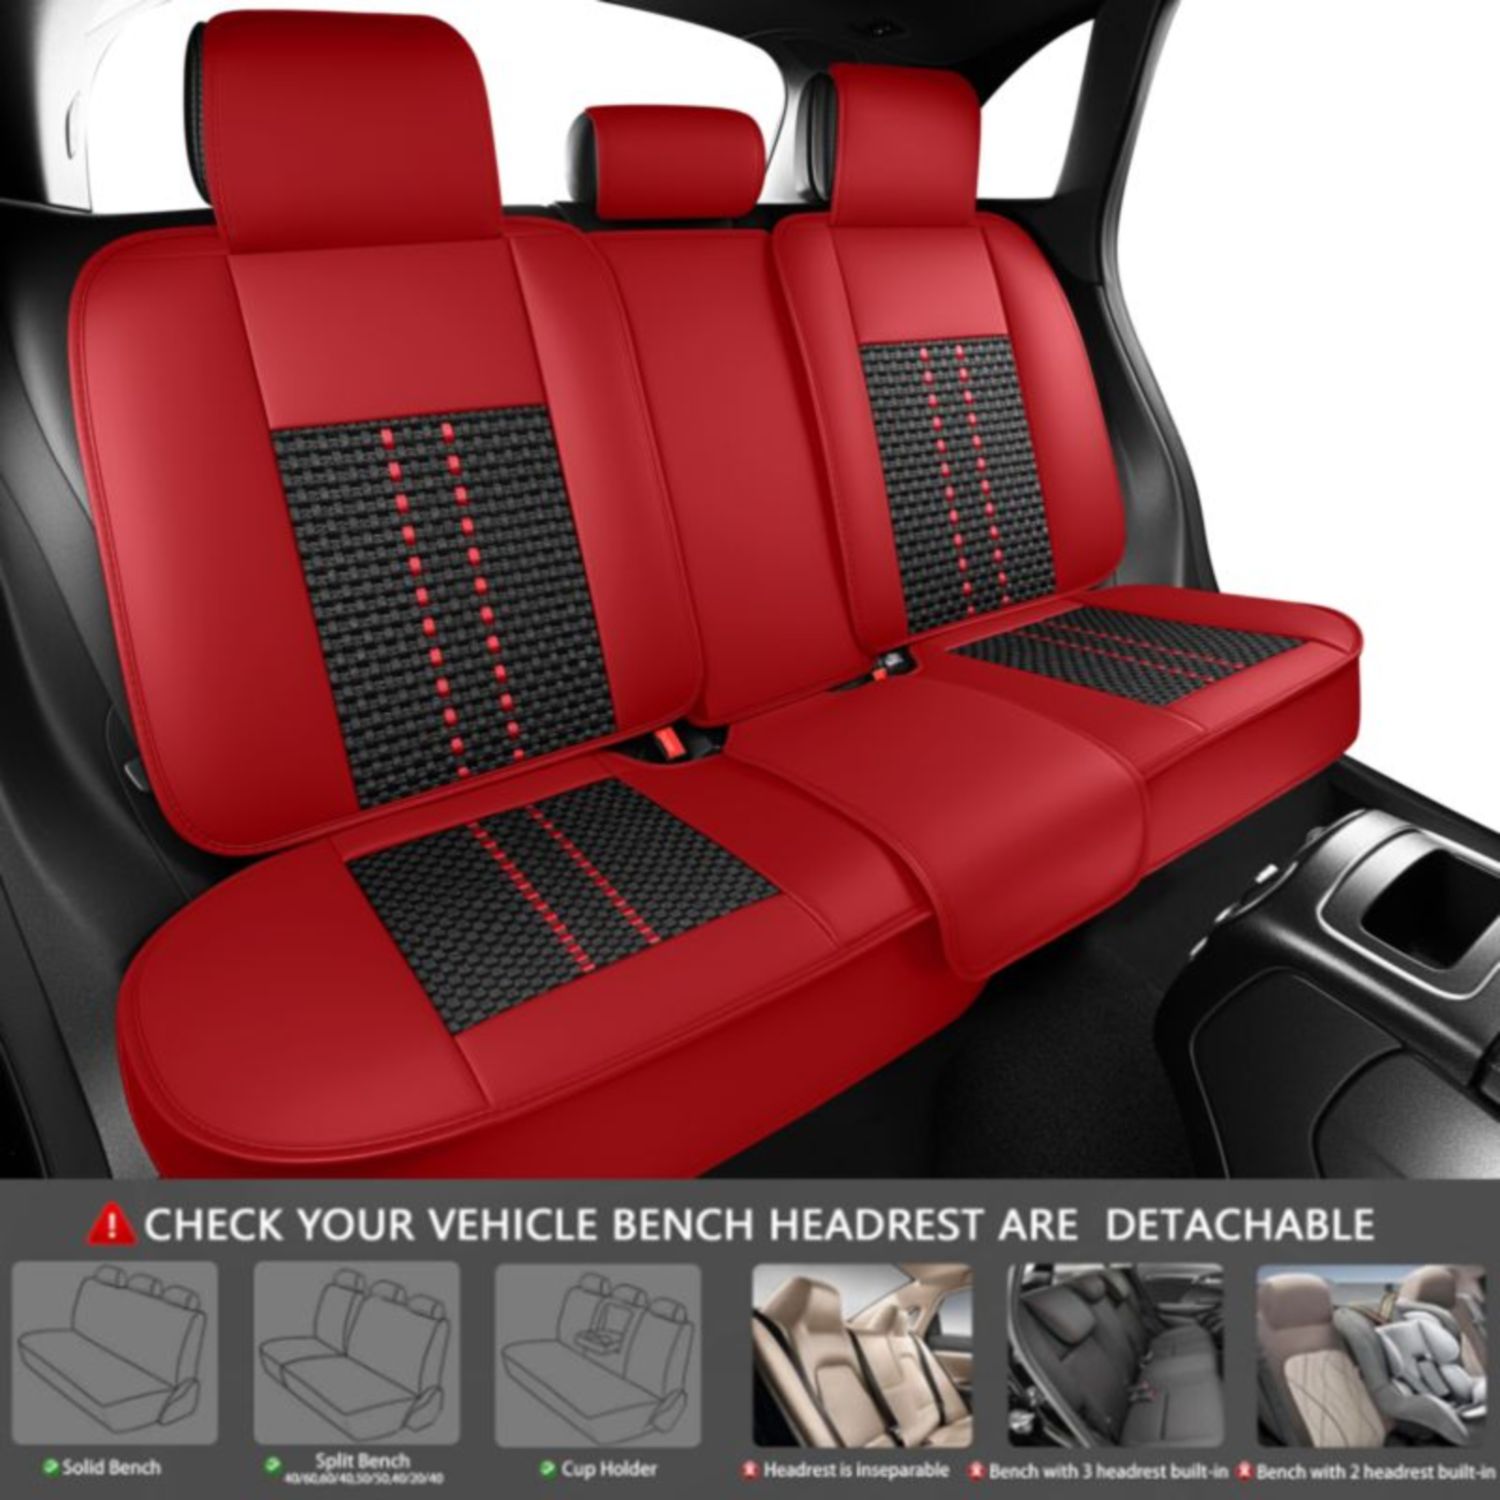 CHECK YOUR VEHICLE BENCH HEADREST ARE DETACHABLE
Solid Bench
Split Bench
40/60,60/40,50/50,40/20/40
Cup Holder
Headrest is inseparable
Bench with 3 headrest built-in
Bench with 2 headrest built-in